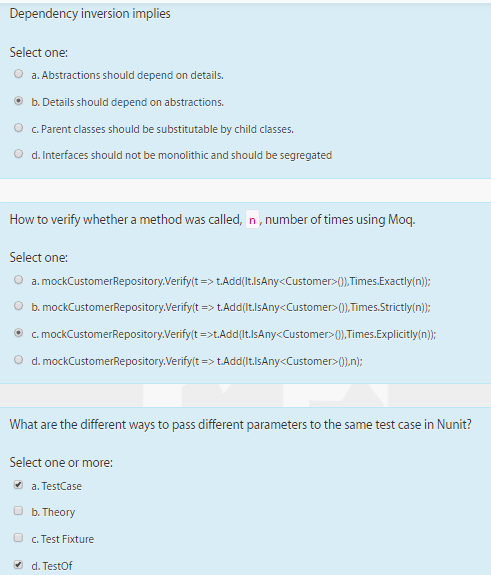 Dependency inversion implies
Select one:
a. Abstractions should depend on details.
b. Details should depend on abstractions.
c. Parent classes should be substitutable by child classes.
d. Interfaces should not be monolithic and should be segregated
How to verify whether a method was called, n , number of times using Moq.
Select one:
a. mockCustomerRepository.Verify(t => t.Add(It.IsAny<Customer>()),Times.Exactly(n));
b. mockCustomerRepository.Verify(t => t.Add(It.IsAny<Customer>()),Times.Strictly(n));
c. mockCustomerRepository.Verify(t =>t.Add(It.IsAny<Customer>()),Times.Explicitly(n));
d. mockCustomerRepository.Verify(t => t.Add(It.IsAny<Customer>()),n);
What are the different ways to pass different parameters to the same test case in Nunit?
Select one or more:
a. TestCase
b. Theory
c. Test Fixture
d. TestOf